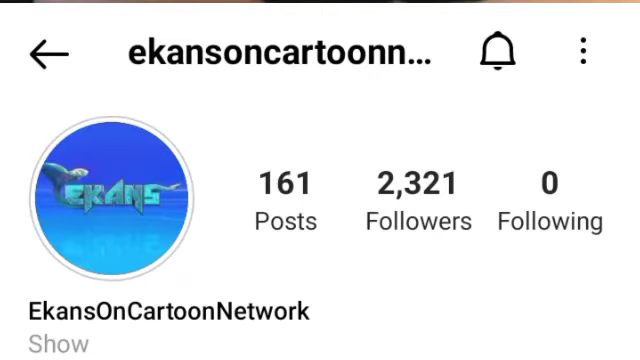 ekansoncartoonn...
EKANS
161 2,321 0
Posts Followers Following
EkansOnCartoonNetwork
Show